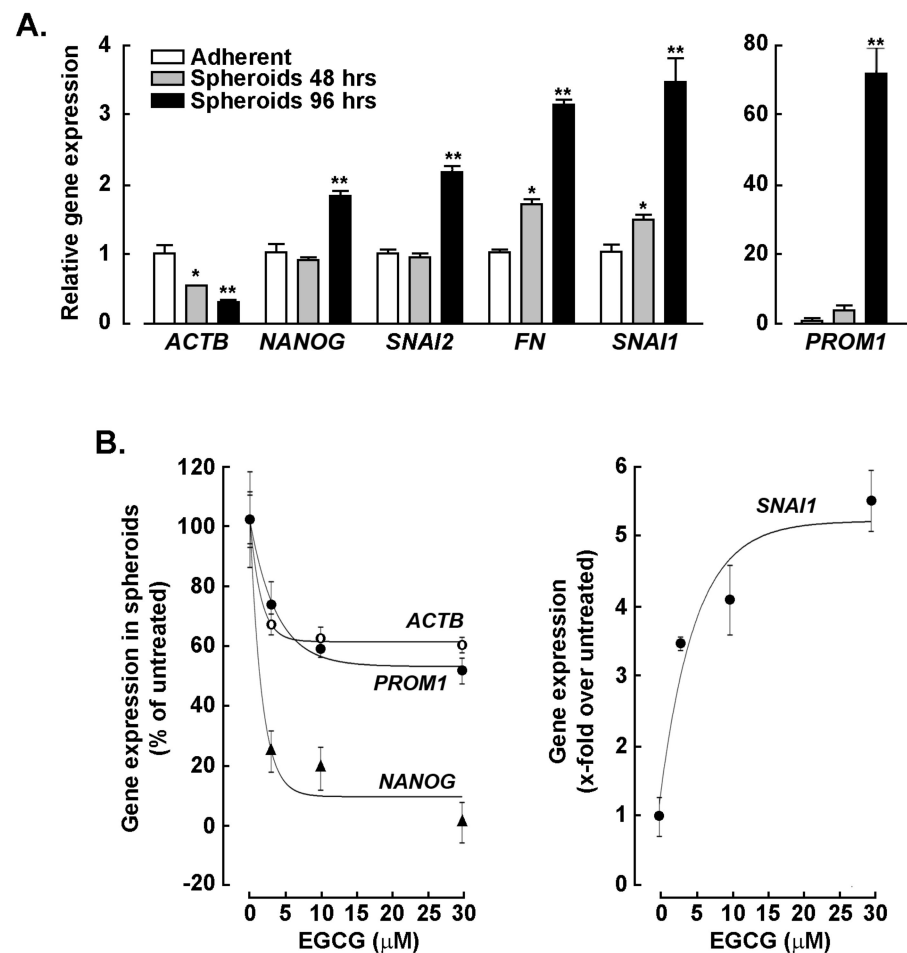 A.
Relative gene expression
4
3
2
1
0
Adherent
Spheroids 48 hrs
Spheroids 96 hrs
*
**
**
**
*
**
*
**
ACTB NANOG SNAI2 FN SNAI1
80
60
40
20
0
**
PROM1
B.
Gene expression in spheroids
(% of untreated)
120
100
80
60
40
20
0
-20
ACTB
PROM1
NANOG
0 5 10 15 20 25 30
EGCG (μM)
Gene expression
(x-fold over untreated)
6
5
4
3
2
1
0
SNAI1
0 5 10 15 20 25 30
EGCG (μM)